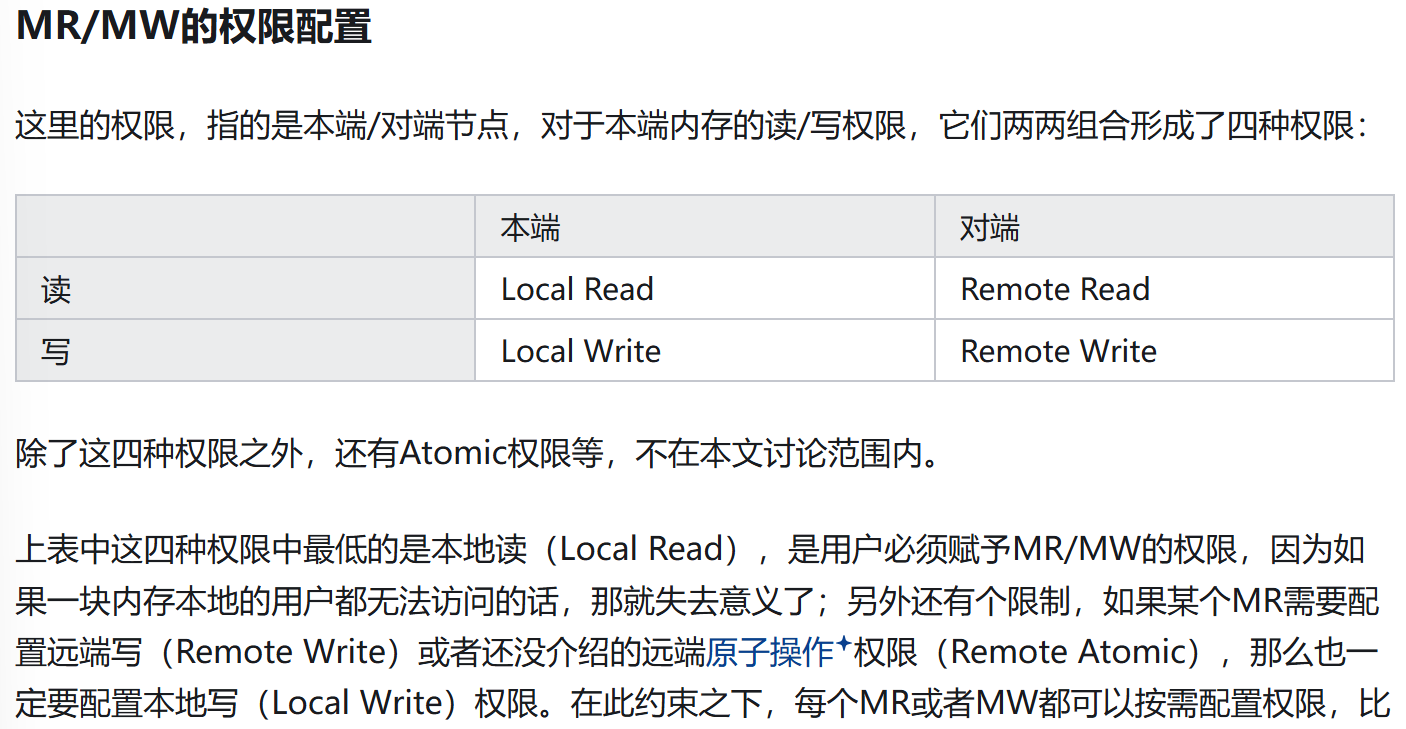 MR/MW的权限配置
这里的权限，指的是本端/对端节点，对于本端内存的读/写权限，它们两两组合形成了四种权限：
本端 对端
读 Local Read Remote Read
写 Local Write Remote Write
除了这四种权限之外，还有Atomic权限等，不在本文讨论范围内。
上表中这四种权限中最低的是本地读（Local Read），是用户必须赋予MR/MW的权限，因为如
果一块内存本地的用户都无法访问的话，那就失去意义了；另外还有个限制，如果某个MR需要配
置远端写（Remote Write）或者还没介绍的远端原子操作权限（Remote Atomic），那么也一
定要配置本地写（Local Write）权限。在此约束之下，每个MR或者MW都可以按需配置权限，比